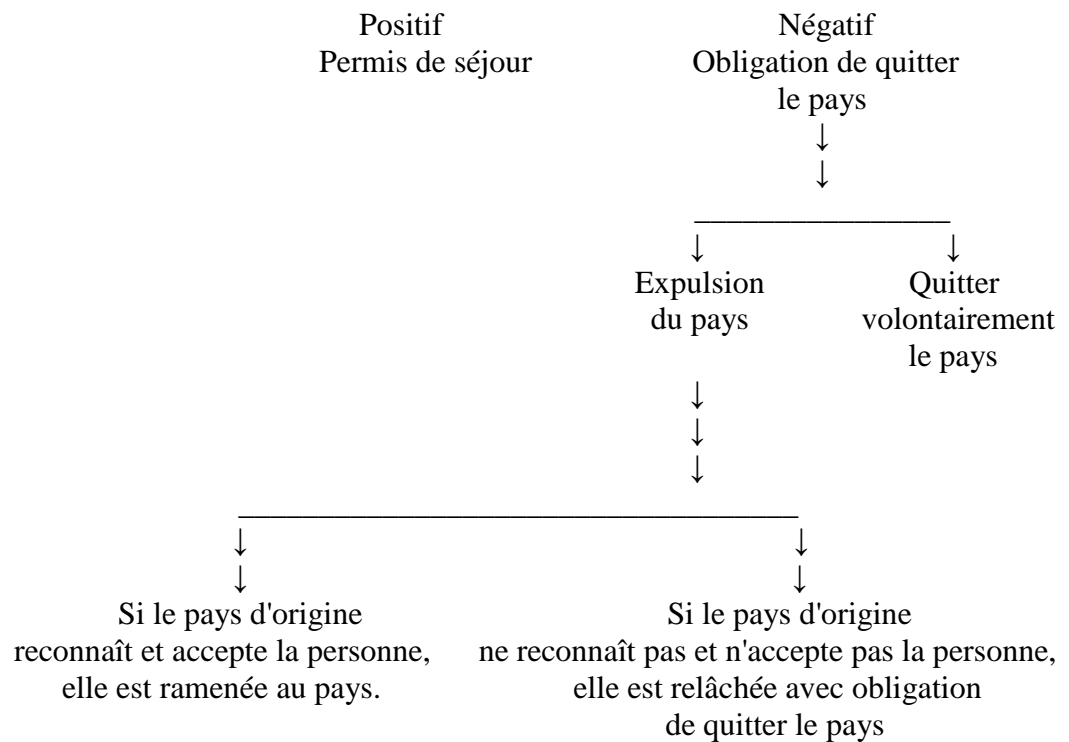 Positif Négatif
Permis de séjour Obligation de quitter
le pays
↓
↓
________________
↓ ↓
Expulsion Quitter
du pays volontairement
le pays
↓
↓
↓
___________________________________
↓ ↓
↓ ↓
Si le pays d'origine Si le pays d'origine
reconnaît et accepte la personne, ne reconnaît pas et n'accepte pas la personne,
elle est ramenée au pays. elle est relâchée avec obligation
de quitter le pays